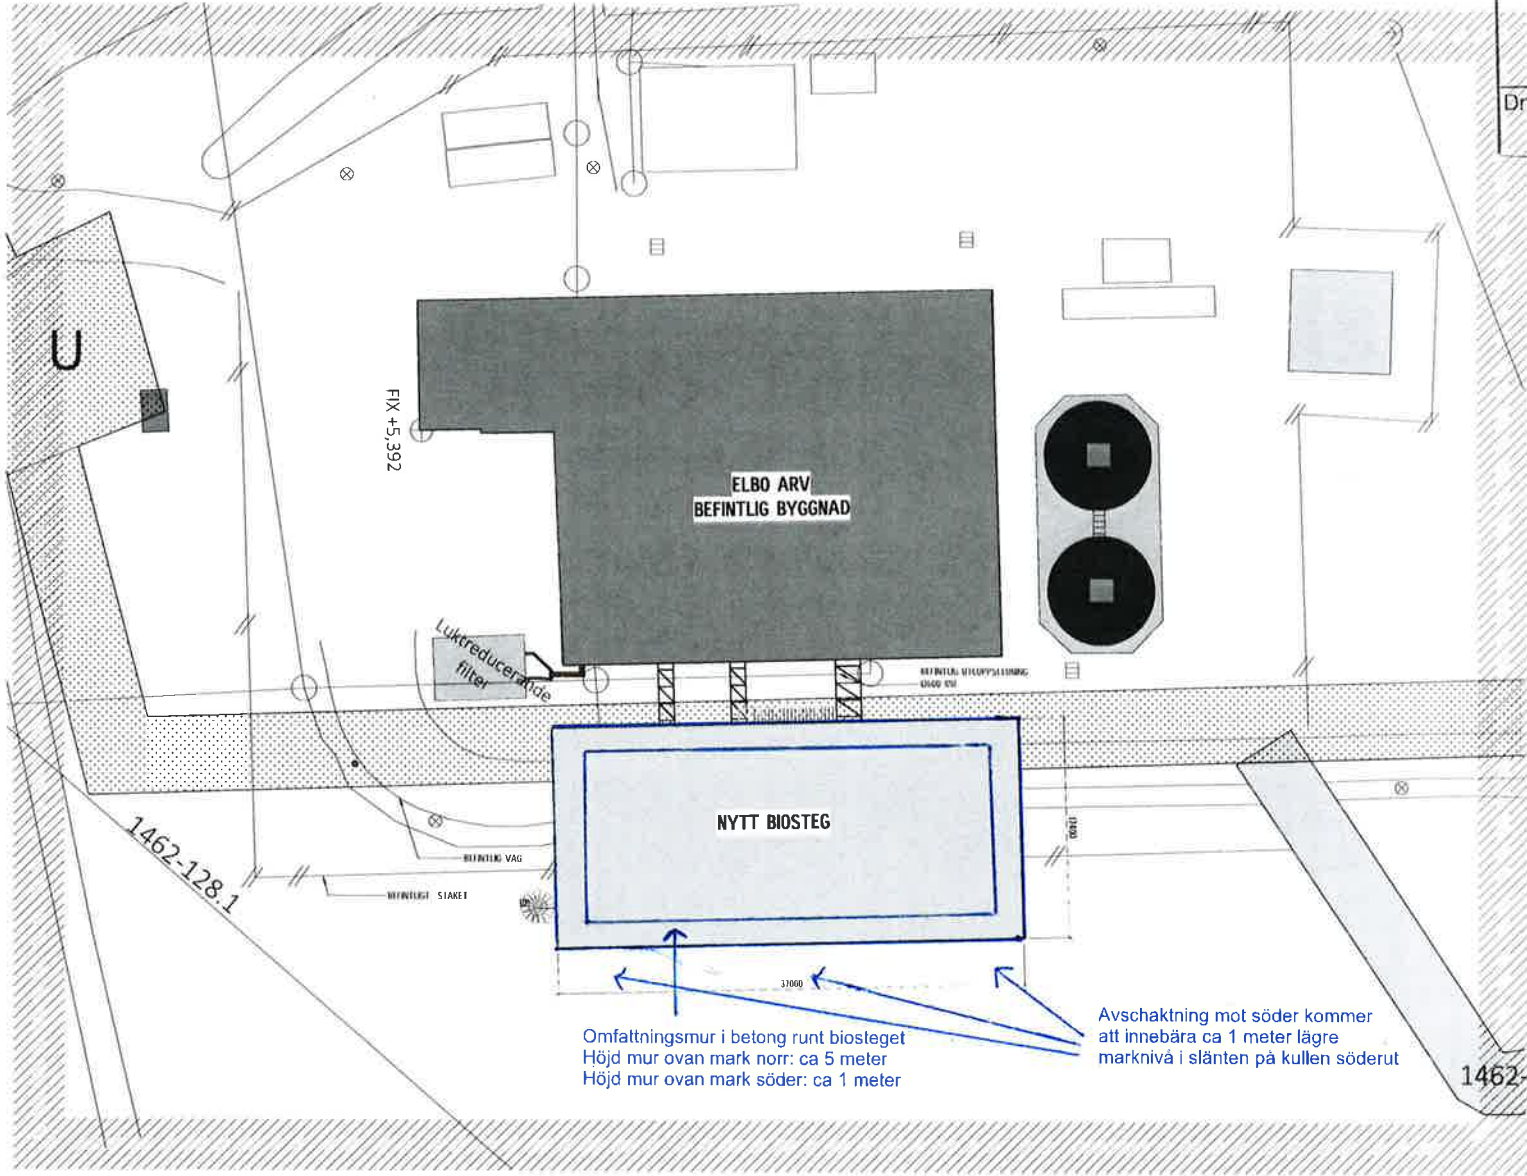 Dr
U
FIX +5,392
ELBO ARV
BEFINTLIG BYGGNAD
Luktreducerande
filter
BEFINTLIG
NYTT BIOSTEG
1462-128.1
BEFINTLIG VÄG
BEFINTLIGT STAKET
37000
Omfattningsmur i betong runt biosteget
Höjd mur ovan mark norr: ca 5 meter
Höjd mur ovan mark söder: ca 1 meter
Avschaktning mot söder kommer
att innebära ca 1 meter lägre
marknivå i slänten på kullen söderut
1462-